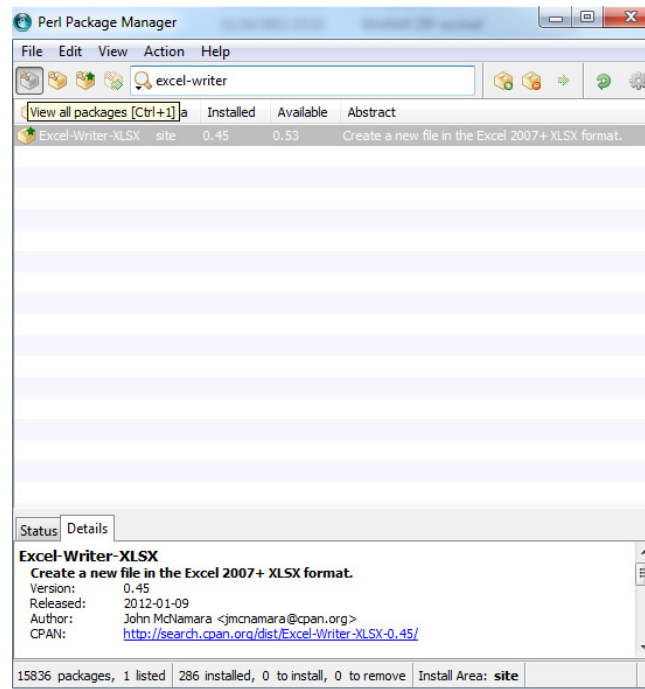 Perl Package Manager
File Edit View Action Help
excel-writer
View all packages [Ctrl+1] a Installed Available Abstract
Excel-Writer-XLSX site 0.45 0.53 Create a new file in the Excel 2007+ XLSX format.
Status Details
Excel-Writer-XLSX
Create a new file in the Excel 2007+ XLSX format.
Version: 0.45
Released: 2012-01-09
Author: John McNamara <jmcnamara@cpan.org>
CPAN: http://search.cpan.org/dist/Excel-Writer-XLSX-0.45/
15836 packages, 1 listed 286 installed, 0 to install, 0 to remove Install Area: site